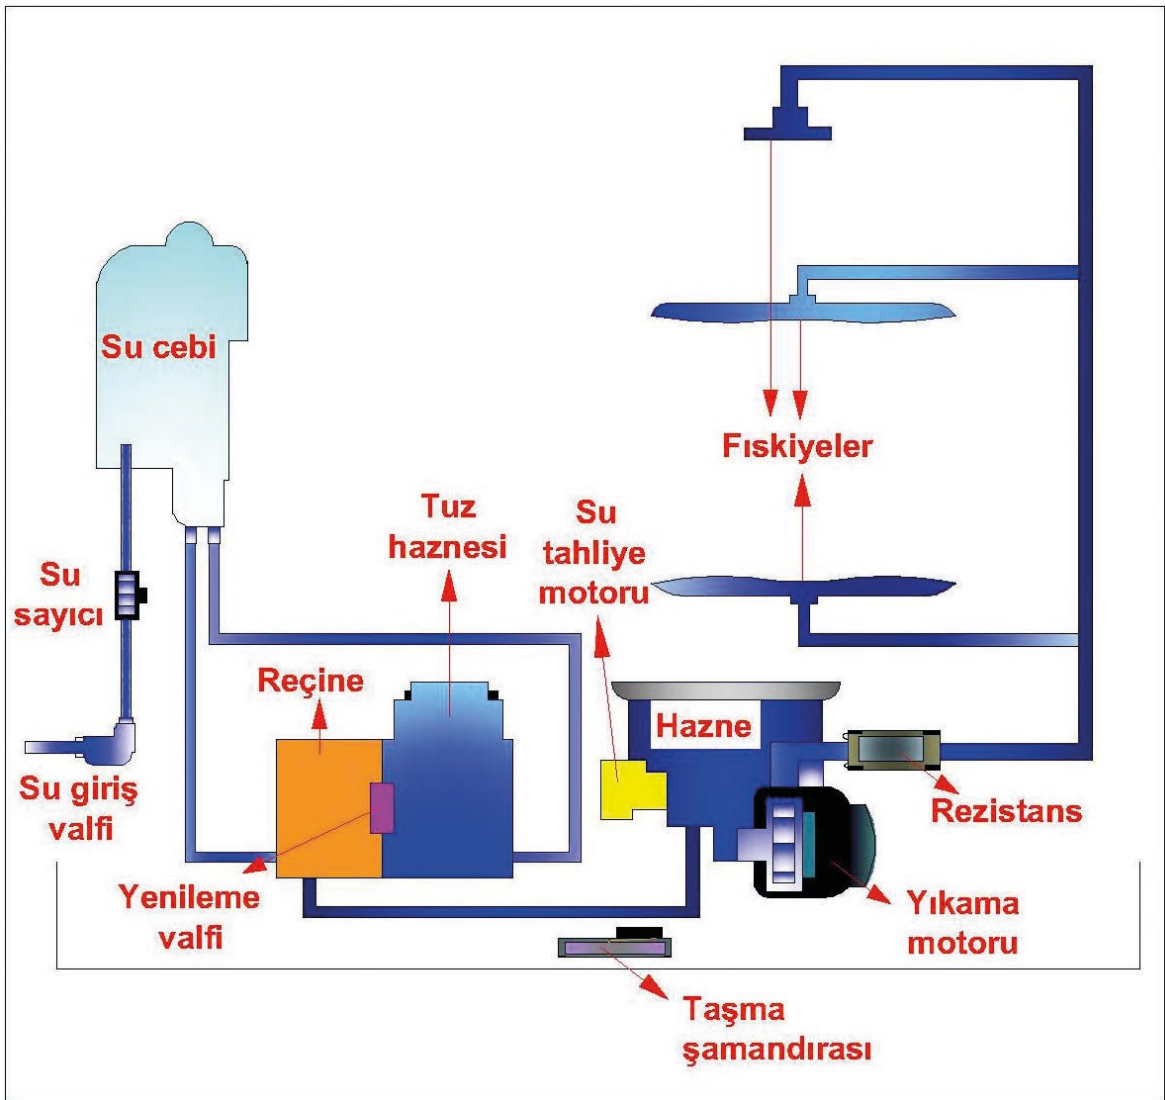 Su cebi
Fıskiyeler
Tuz
haznesi
Su
tahliye
motoru
Su
sayıcı
Reçine
Hazne
Su giriş
valfi
Rezistans
Yenileme
valfi
Yıkama
motoru
Taşma
şamandırası